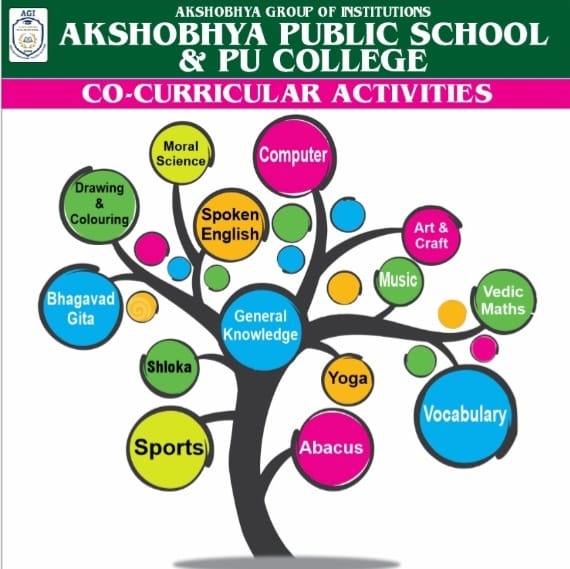 AGI
AKSHOBHYA GROUP OF INSTITUTIONS
AKSHOBHYA PUBLIC SCHOOL
& PU COLLEGE
CO-CURRICULAR ACTIVITIES
Moral
Science
Computer
Drawing
&
Colouring
Spoken
English
Art &
Craft
Music
Bhagavad
Gita
General
Knowledge
Vedic
Maths
Shloka
Yoga
Vocabulary
Sports
Abacus